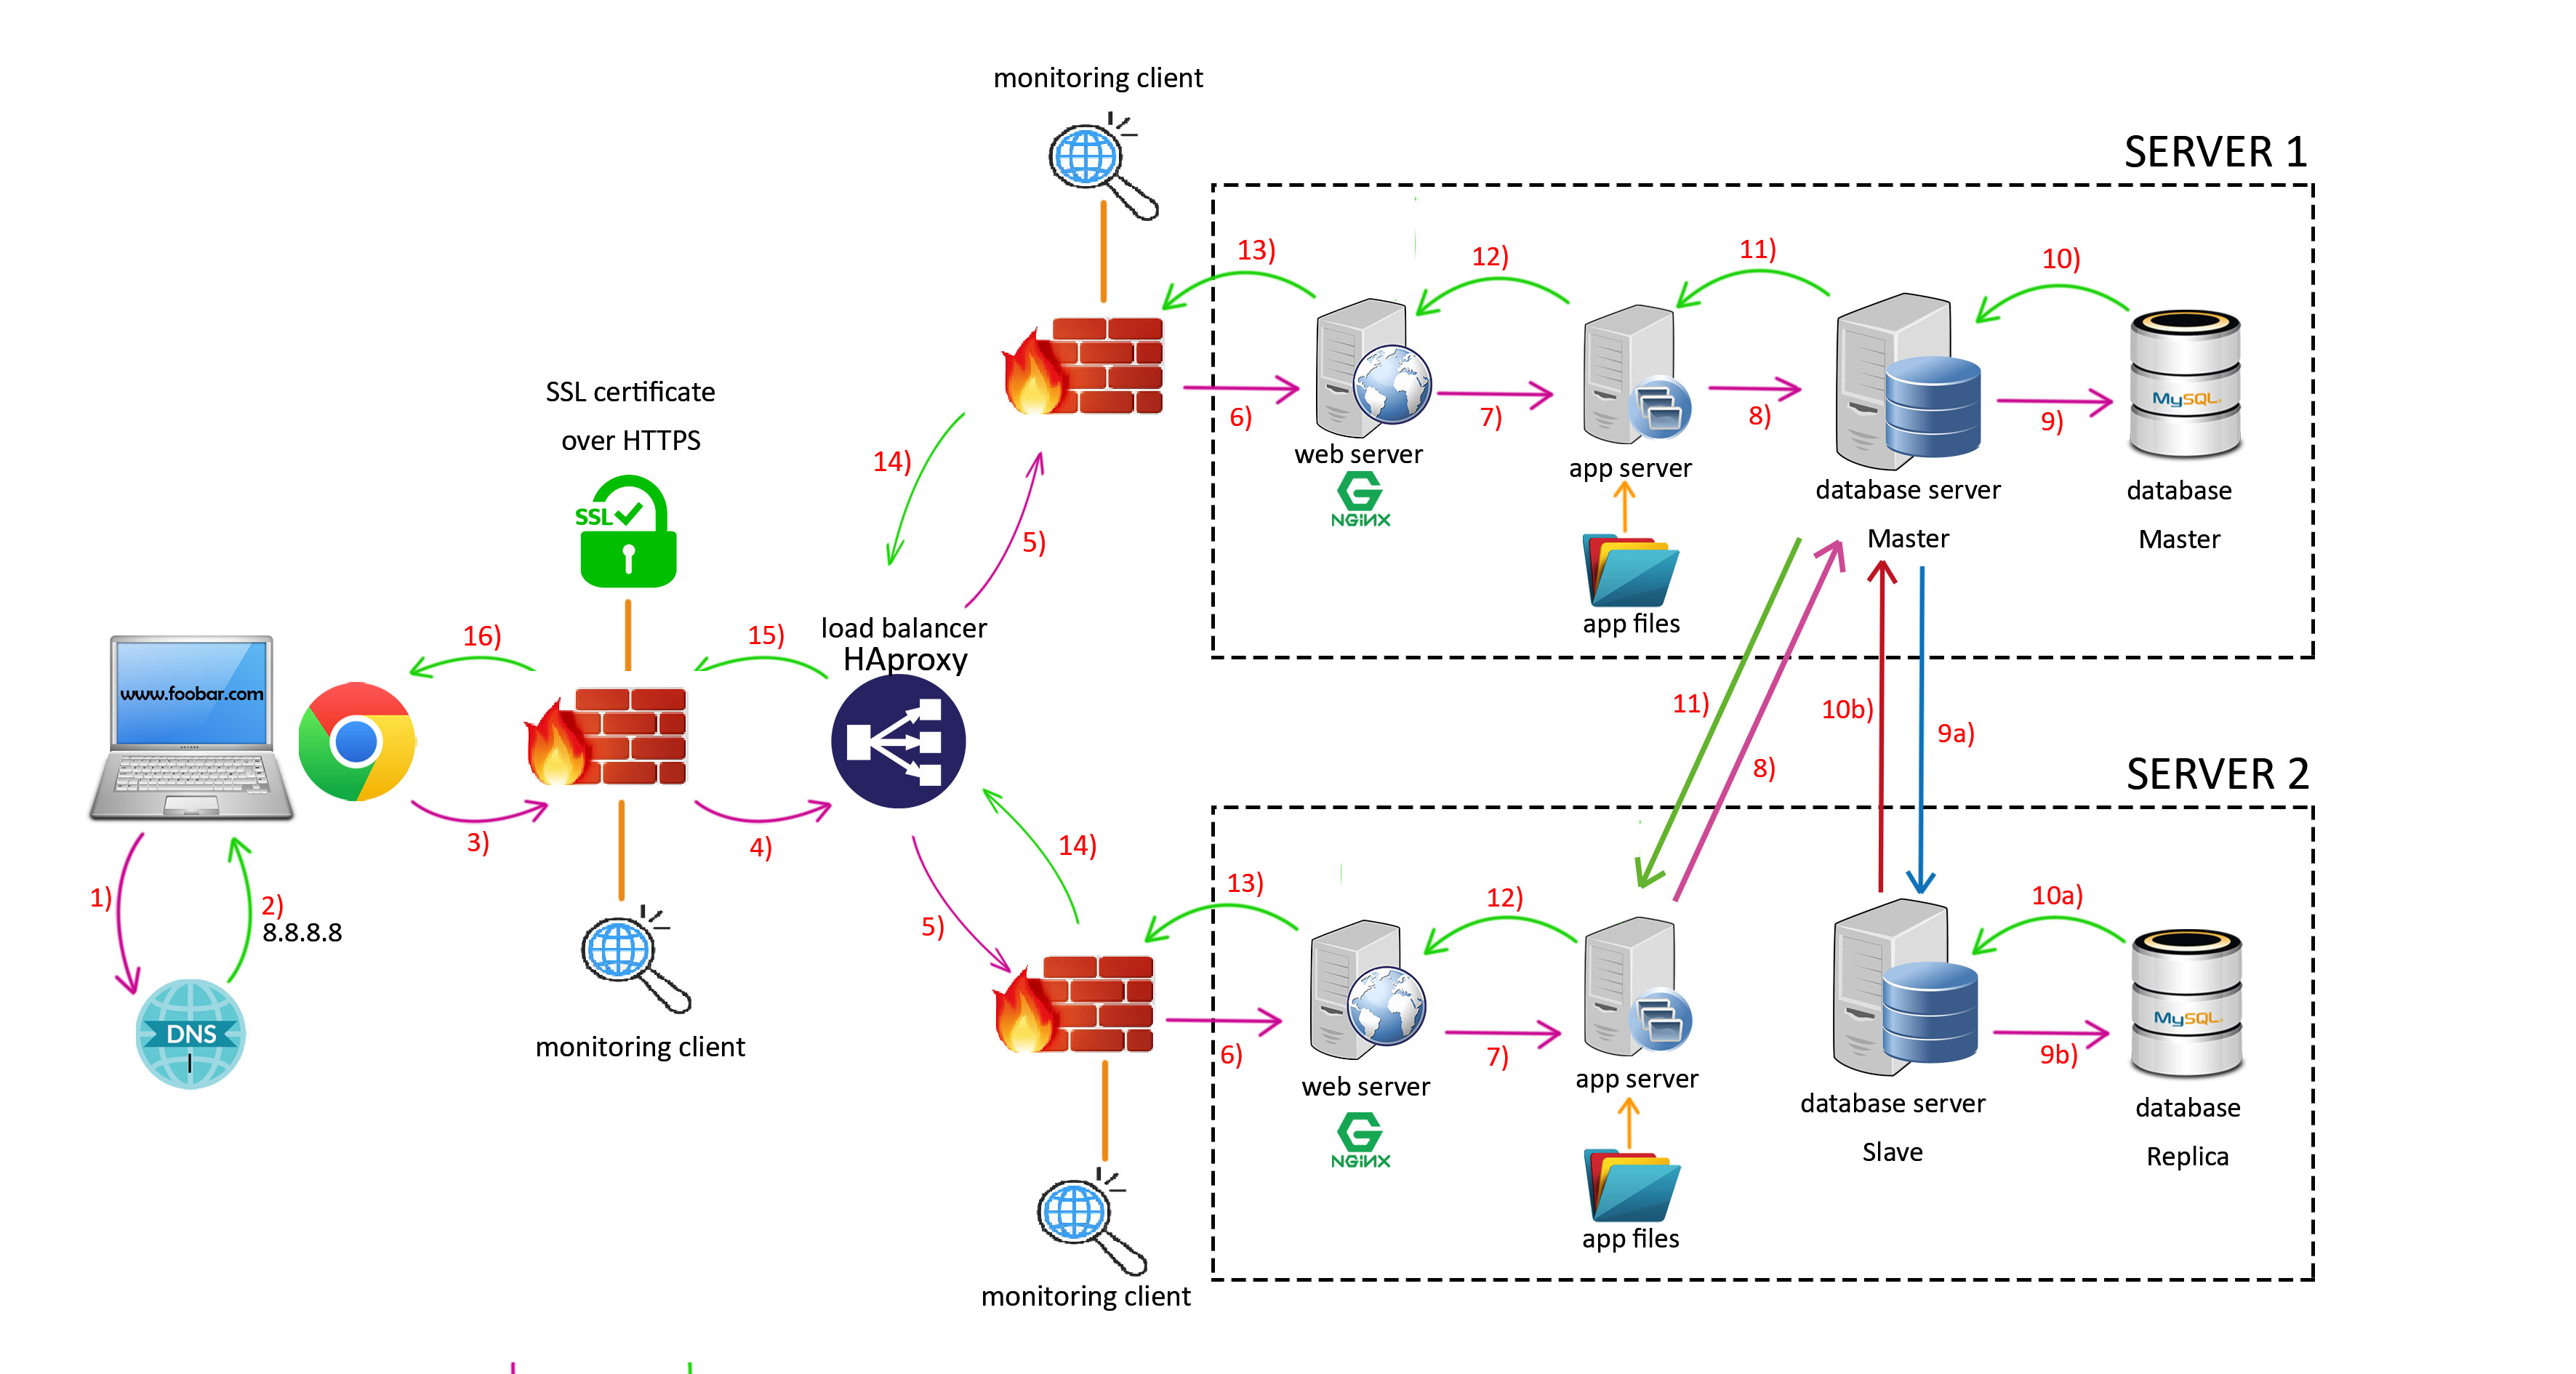 monitoring client
SERVER 1
13)
12)
11)
10)
6)
7)
8)
9)
MySQL
web server
NGiNX
app server
app files
database server
Master
database
Master
SSL certificate
over HTTPS
SSL
14)
5)
load balancer
HAproxy
16)
15)
www.foobar.com
3)
4)
1)
2)
8.8.8.8
DNS
I
monitoring client
14)
5)
11)
8)
10b)
9a)
SERVER 2
13)
12)
10a)
6)
7)
9b)
MySQL
web server
NGiNX
app server
app files
database server
Slave
database
Replica
monitoring client